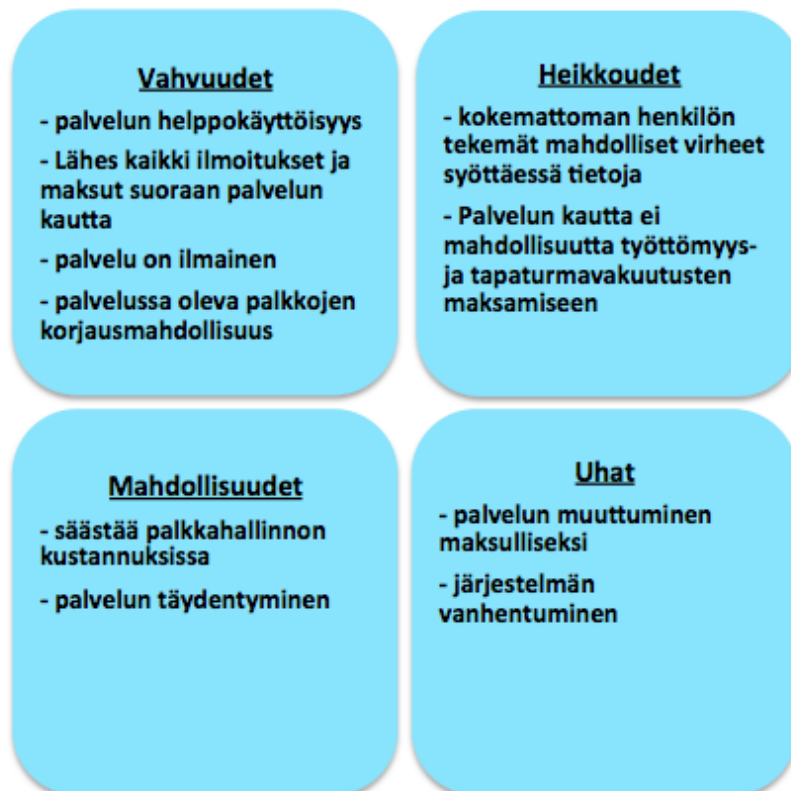 Vahvuudet
- palvelun helppokäyttöisyys
- Lähes kaikki ilmoitukset ja
maksut suoraan palvelun
kautta
- palvelu on ilmainen
- palvelussa oleva palkkojen
korjausmahdollisuus
Heikkoudet
- kokemattoman henkilön
tekemät mahdolliset virheet
syöttäessä tietoja
- Palvelun kautta ei
mahdollisuutta työttömyys-
ja tapaturmavakuutusten
maksamiseen
Mahdollisuudet
- säästää palkkahallinnon
kustannuksissa
- palvelun täydentyminen
Uhat
- palvelun muuttuminen
maksulliseksi
- järjestelmän
vanhentuminen